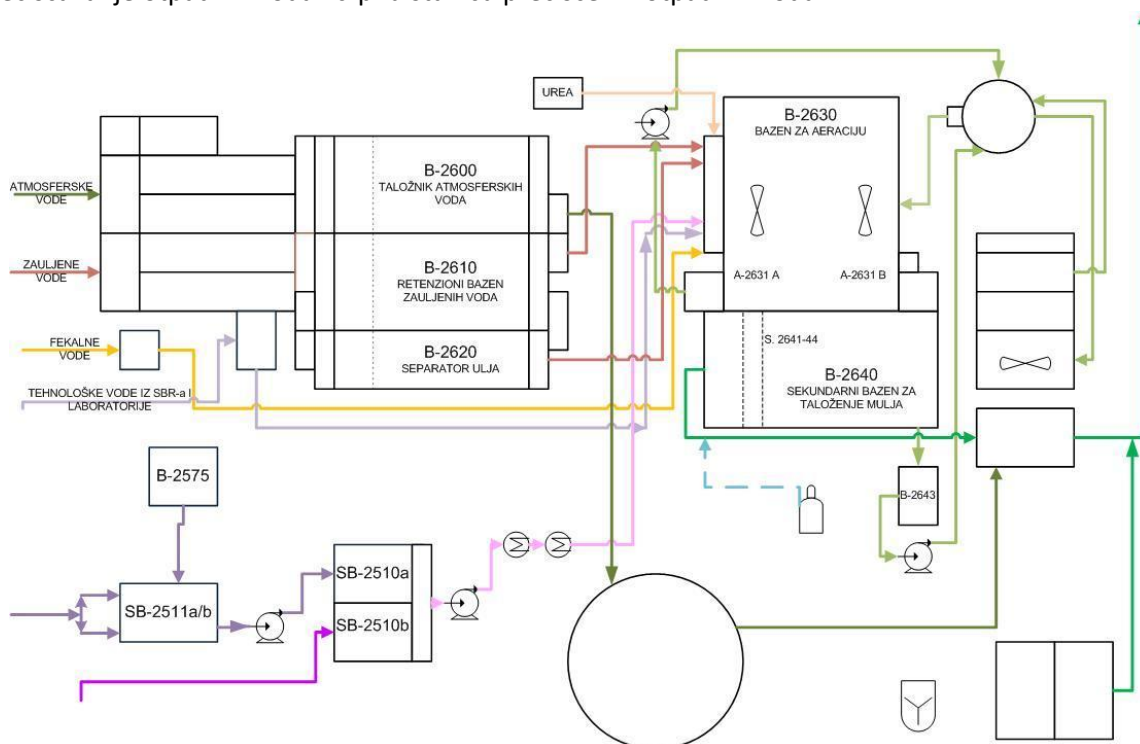 UREA
B-2630
BAZEN ZA AERACIJU
B-2600
TALOŽNIK ATMOSFERSKIH
VODA
ATMOSFERSKE
VODE
ZAULJENE
VODE
B-2610
RETENZIONI BAZEN
ZAULJENIH VODA
A-2631 A
A-2631 B
FEKALNE
VODE
B-2620
SEPARATOR ULJA
S. 2641-44
B-2640
SEKUNDARNI BAZEN ZA
TALOŽENJE MULJA
TEHNOLOŠKE VODE IZ SBR-a I
LABORATORIJE
B-2575
B-2643
SB-2510a
SB-2511a/b
SB-2510b